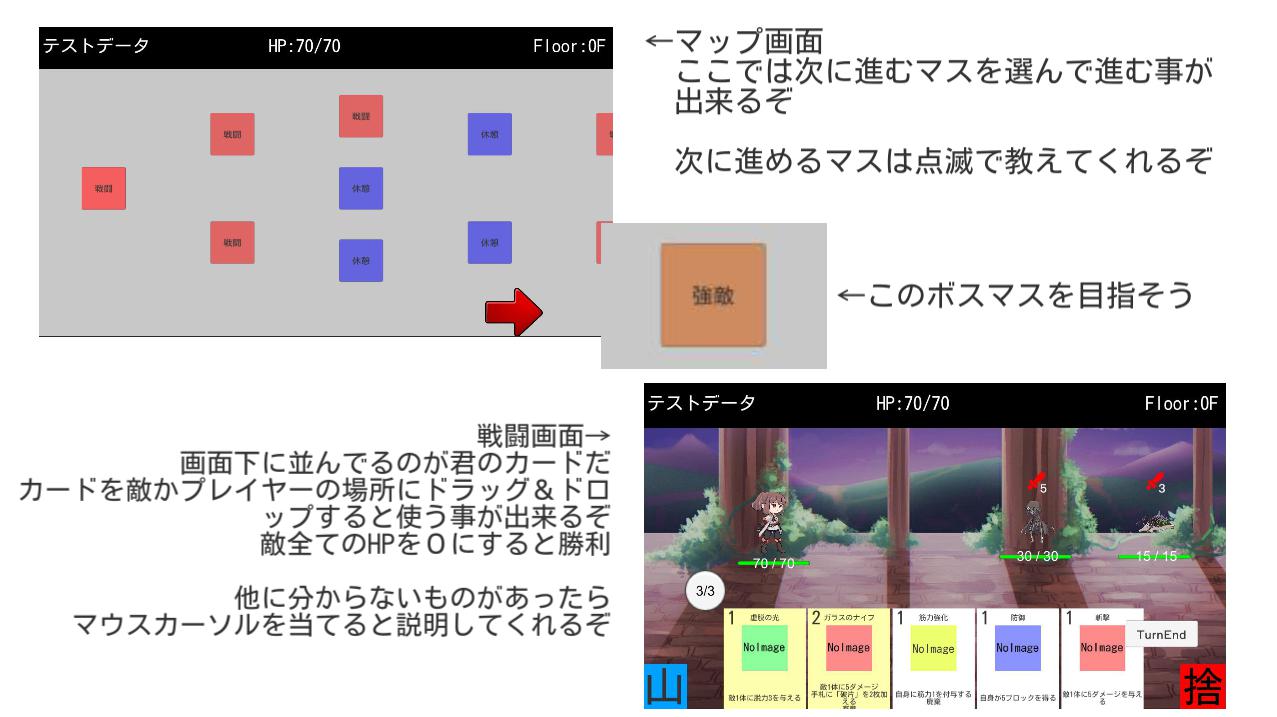 テストデータ HP:70/70 Floor:0F
戦闘
戦闘
戦闘
戦闘
休憩
休憩
休憩
休憩
←マップ画面
ここでは次に進むマスを選んで進む事が
出来るぞ
次に進めるマスは点滅で教えてくれるぞ
強敵
←このボスマスを目指そう
戦闘画面→
画面下に並んでるのが君のカードだ
カードを敵かプレイヤーの場所にドラッグ＆ドロ
ップすると使う事が出来るぞ
敵全てのHPを０にすると勝利
他に分からないものがあったら
マウスカーソルを当てると説明してくれるぞ
テストデータ HP:70/70 Floor:0F
5
3
70/70
30/30
15/15
3/3
1 虚脱の光
NoImage
敵1体に脱力3を与える
2 ガラスのナイフ
NoImage
敵1体に5ダメージ
手札に「破片」を2枚加
える
1 筋力強化
NoImage
自身に筋力1を付与する
廃棄
1 防御
NoImage
自身が5ブロックを得る
1 斬撃
NoImage
敵1体に5ダメージを与え
る
TurnEnd
山
捨